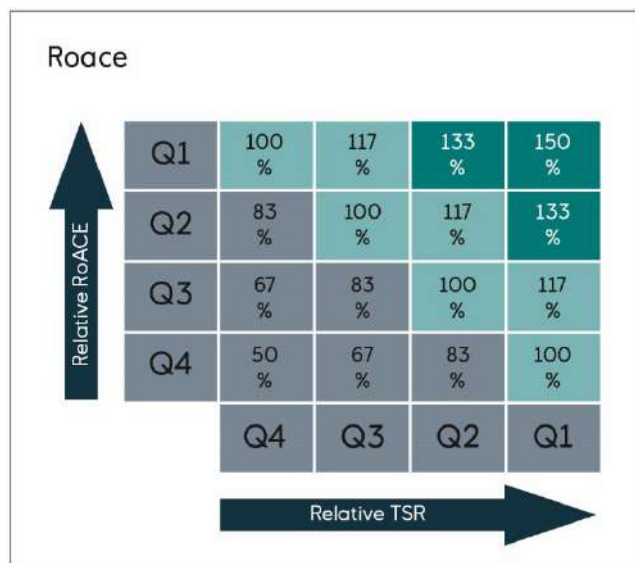 Roace
Relative RoACE
Q1
100
%
117
%
133
%
150
%
Q2
83
%
100
%
117
%
133
%
Q3
67
%
83
%
100
%
117
%
Q4
50
%
67
%
83
%
100
%
Q4
Q3
Q2
Q1
Relative TSR